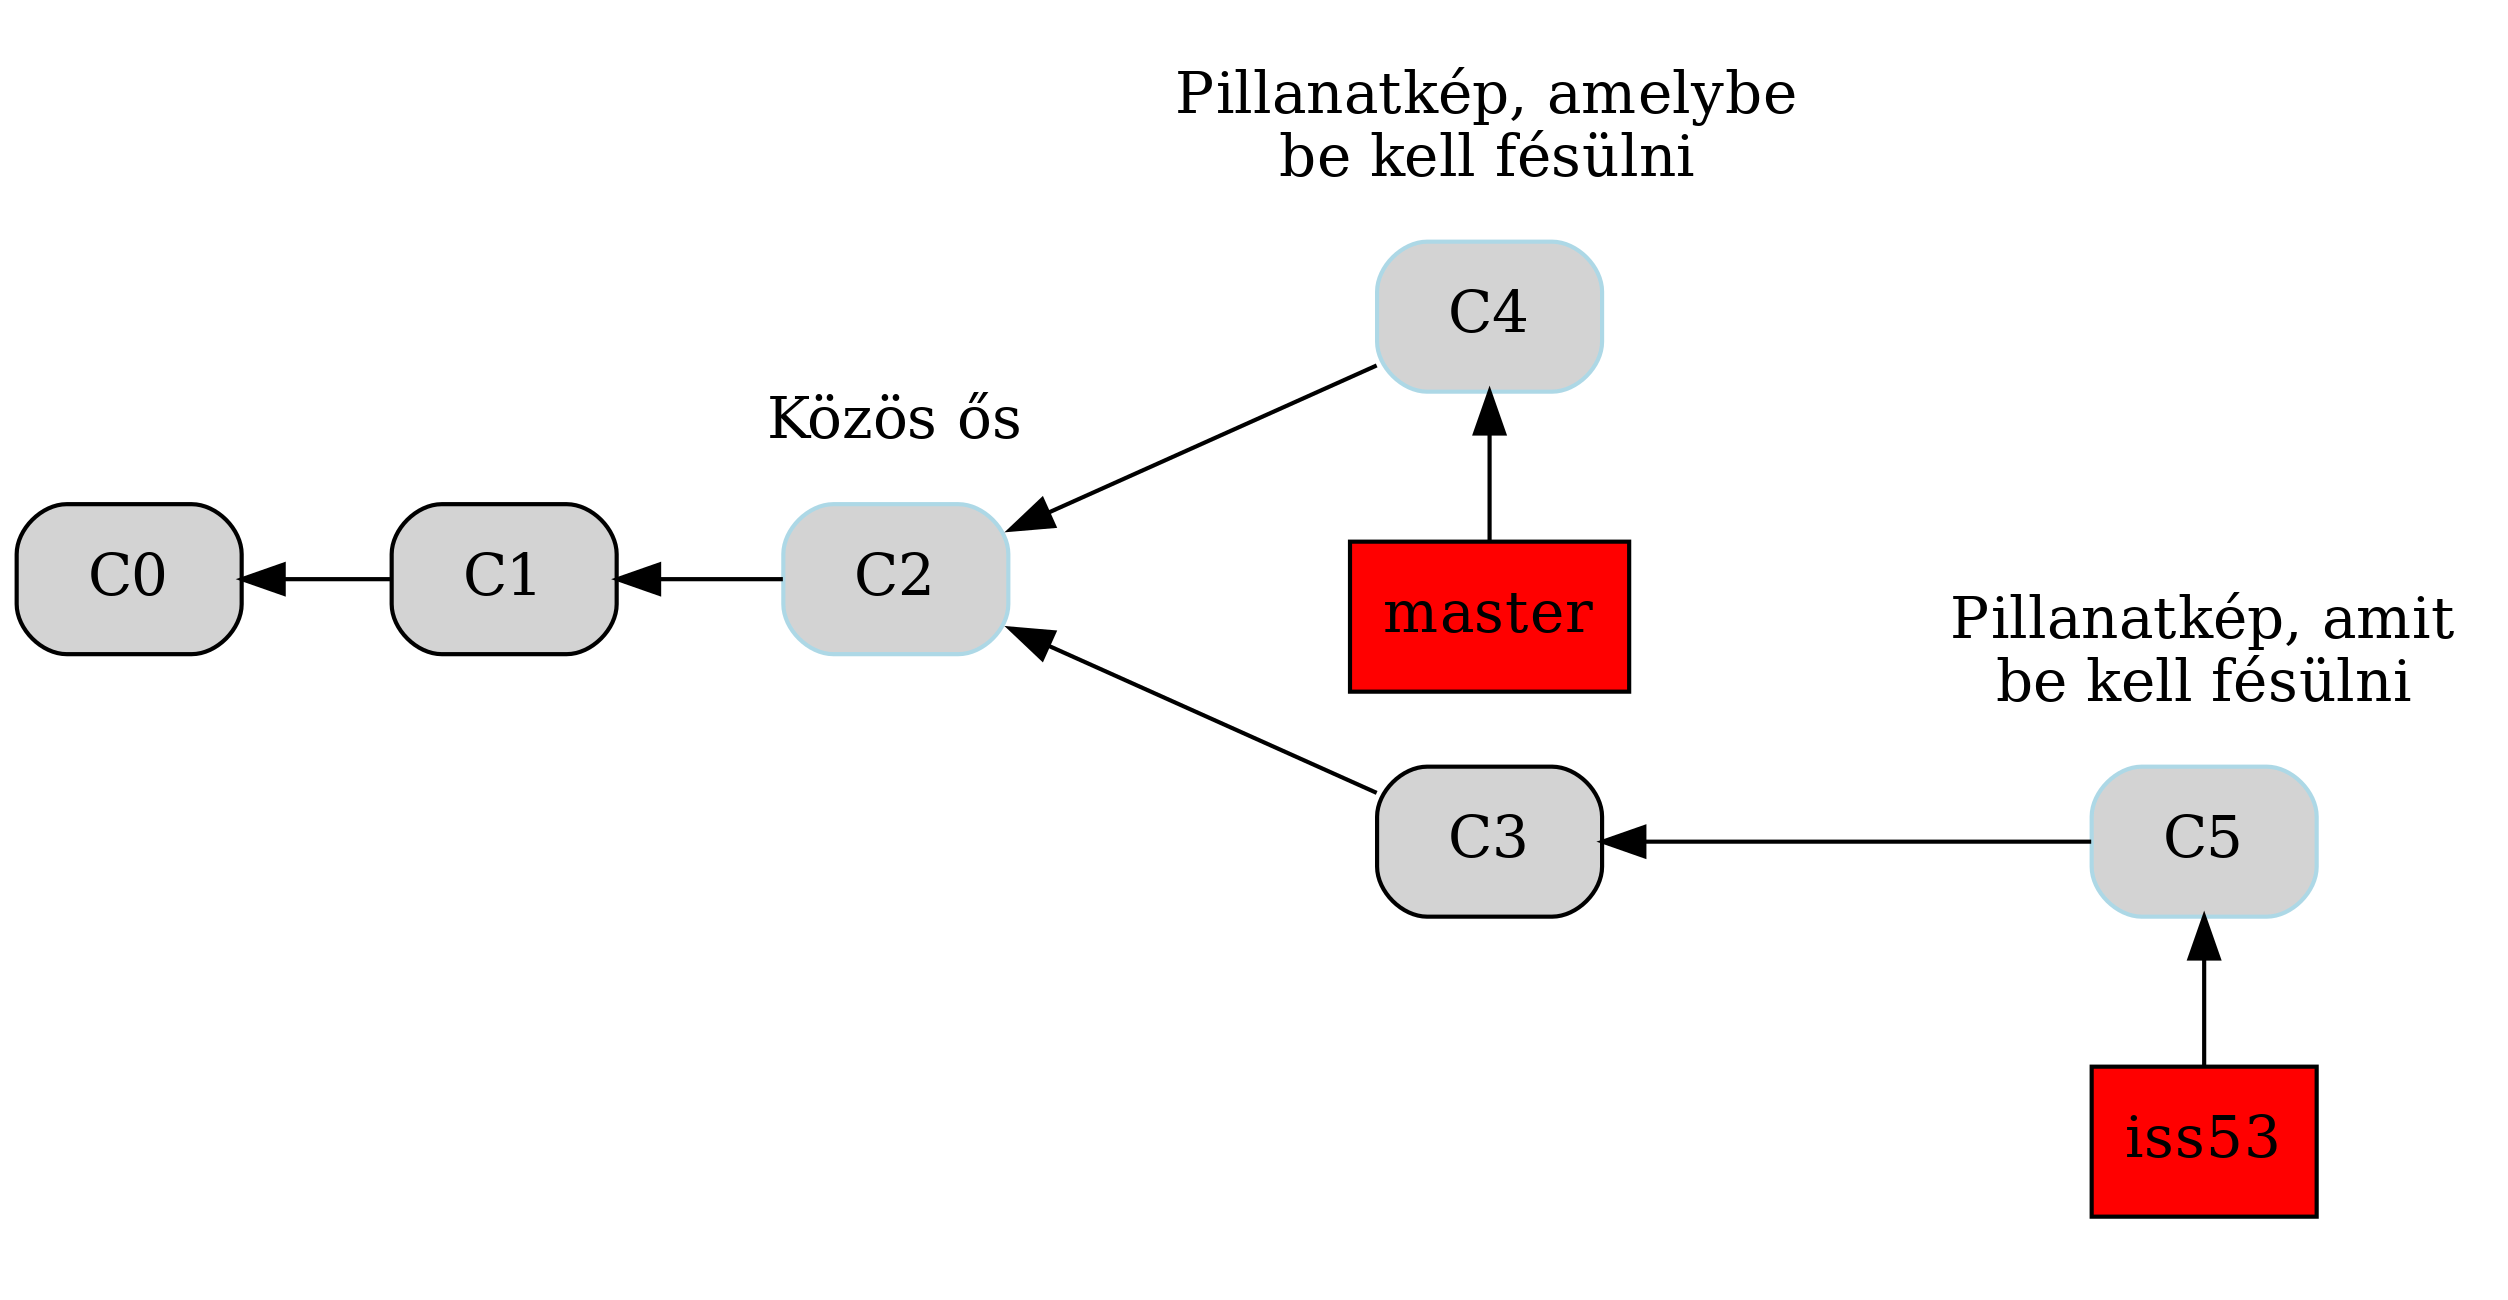 Pillanatkép, amelybe
be kell fésülni
C4
Közös ős
C0
C1
C2
master
Pillanatkép, amit
be kell fésülni
C3
C5
iss53